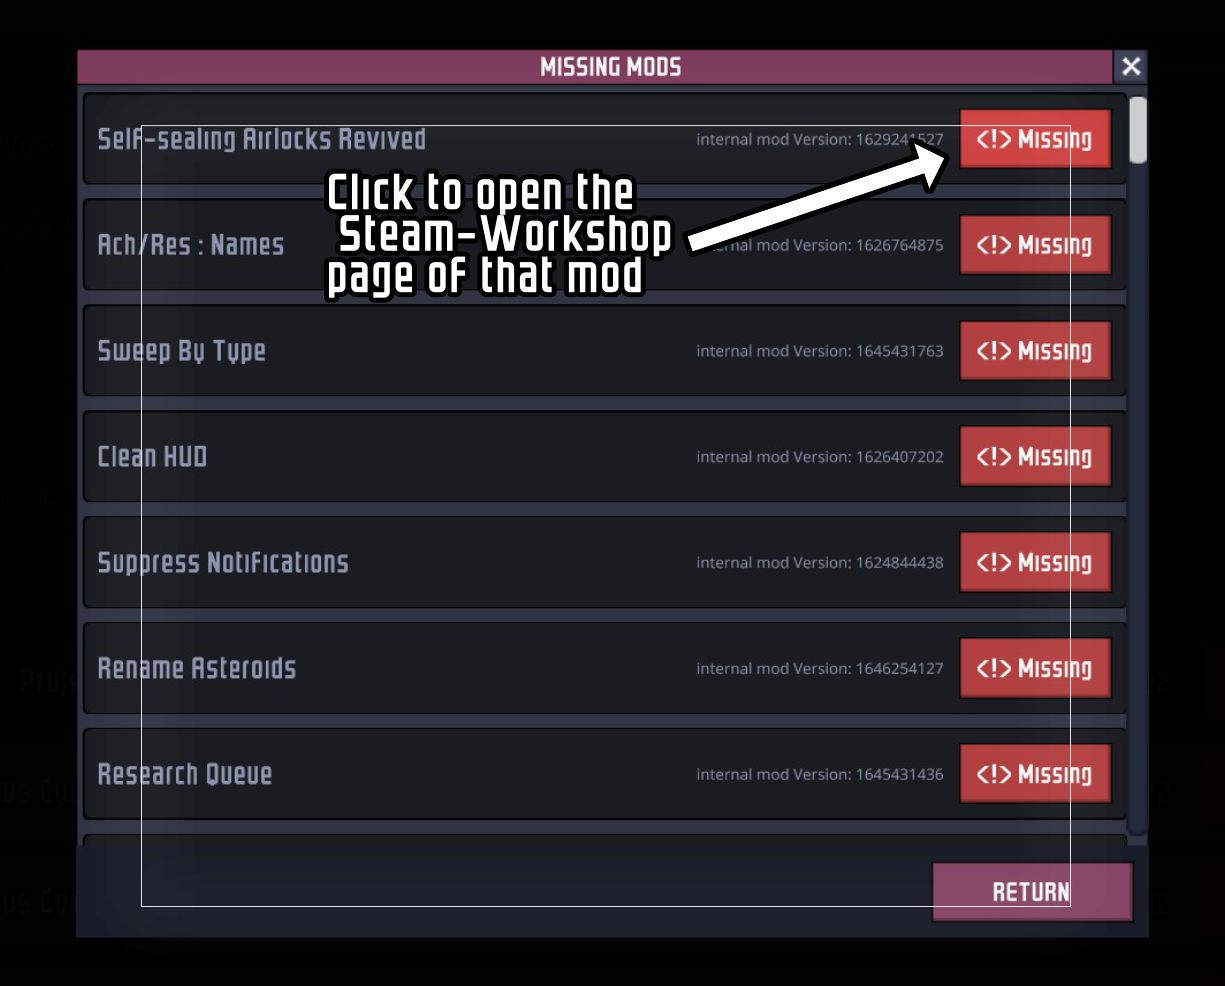 MISSING MODS
Self-sealing Airlocks Revived
internal mod Version: 1629241527
<!> Missing
Click to open the
Steam-Workshop
page of that mod
Ach/Res : Names
mod Version: 1626764875
<!> Missing
Sweep By Type
internal mod Version: 1645431763
<!> Missing
Clean HUD
internal mod Version: 1626407202
<!> Missing
Suppress Notifications
internal mod Version: 1624844438
<!> Missing
Rename Asteroids
internal mod Version: 1646254127
<!> Missing
Research Queue
internal mod Version: 1645431436
<!> Missing
RETURN